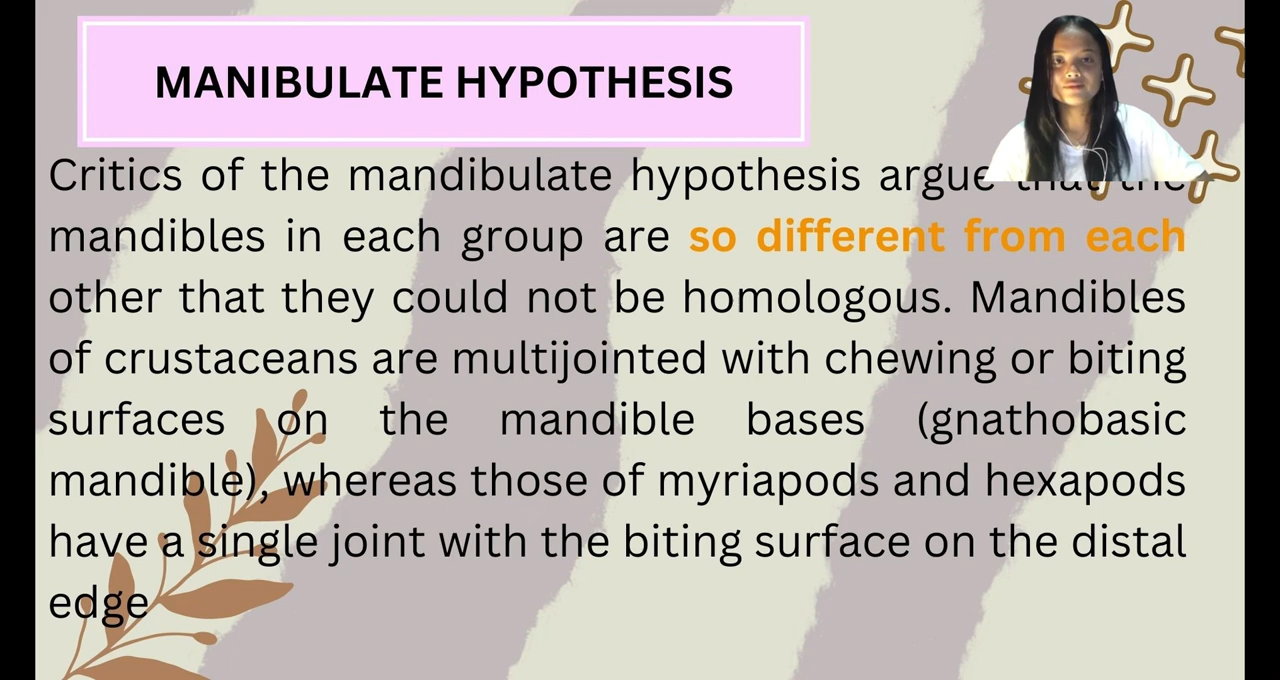 MANIBULATE HYPOTHESIS
Critics of the mandibulate hypothesis argue that the
mandibles in each group are so different from each
other that they could not be homologous. Mandibles
of crustaceans are multijointed with chewing or biting
surfaces on the mandible bases (gnathobasic
mandible), whereas those of myriapods and hexapods
have a single joint with the biting surface on the distal
edge